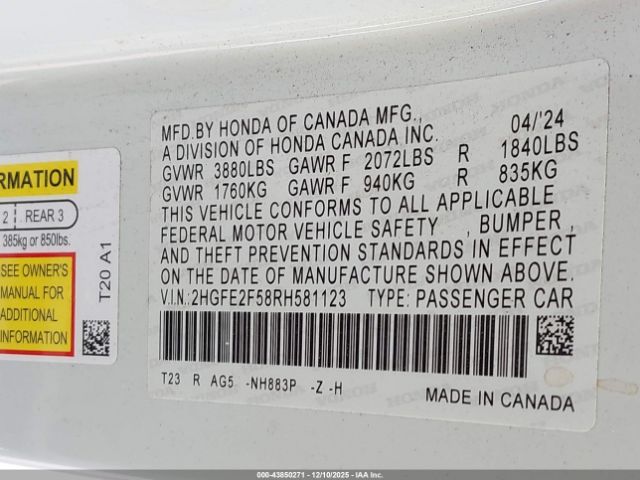 MFD.BY HONDA OF CANADA MFG.,
A DIVISION OF HONDA CANADA INC. 04/'24
GVWR 3880LBS GAWR F 2072LBS R 1840LBS
GVWR 1760KG GAWR F 940KG R 835KG
THIS VEHICLE CONFORMS TO ALL APPLICABLE
FEDERAL MOTOR VEHICLE SAFETY , BUMPER ,
AND THEFT PREVENTION STANDARDS IN EFFECT
ON THE DATE OF MANUFACTURE SHOWN ABOVE.
V.I.N.:2HGFE2F58RH581123 TYPE: PASSENGER CAR
T23 R AG5 -NH883P -Z -H
MADE IN CANADA
RMATION
2 REAR 3
385kg or 850lbs.
SEE OWNER'S
MANUAL FOR
ADDITIONAL
INFORMATION
T20 A1
000-43850271 - 12/10/2025 - IAA Inc.